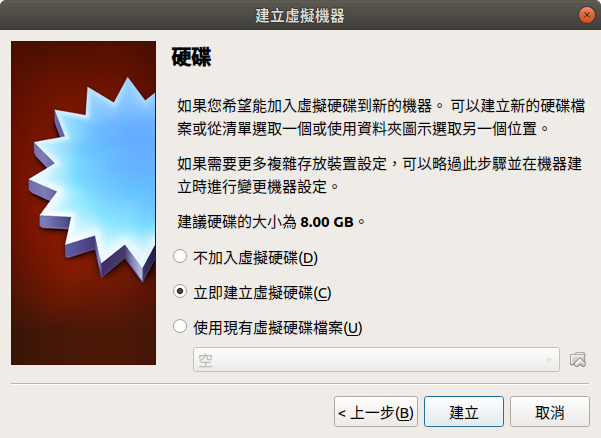 建立虛擬機器
硬碟
如果您希望能加入虛擬硬碟到新的機器。 可以建立新的硬碟檔
案或從清單選取一個或使用資料夾圖示選取另一個位置。
如果需要更多複雜存放裝置設定，可以略過此步驟並在機器建
立時進行變更機器設定。
建議硬碟的大小為 8.00 GB。
不加入虛擬硬碟(D)
立即建立虛擬硬碟(C)
使用現有虛擬硬碟檔案(U)
空
< 上一步(B)
建立
取消